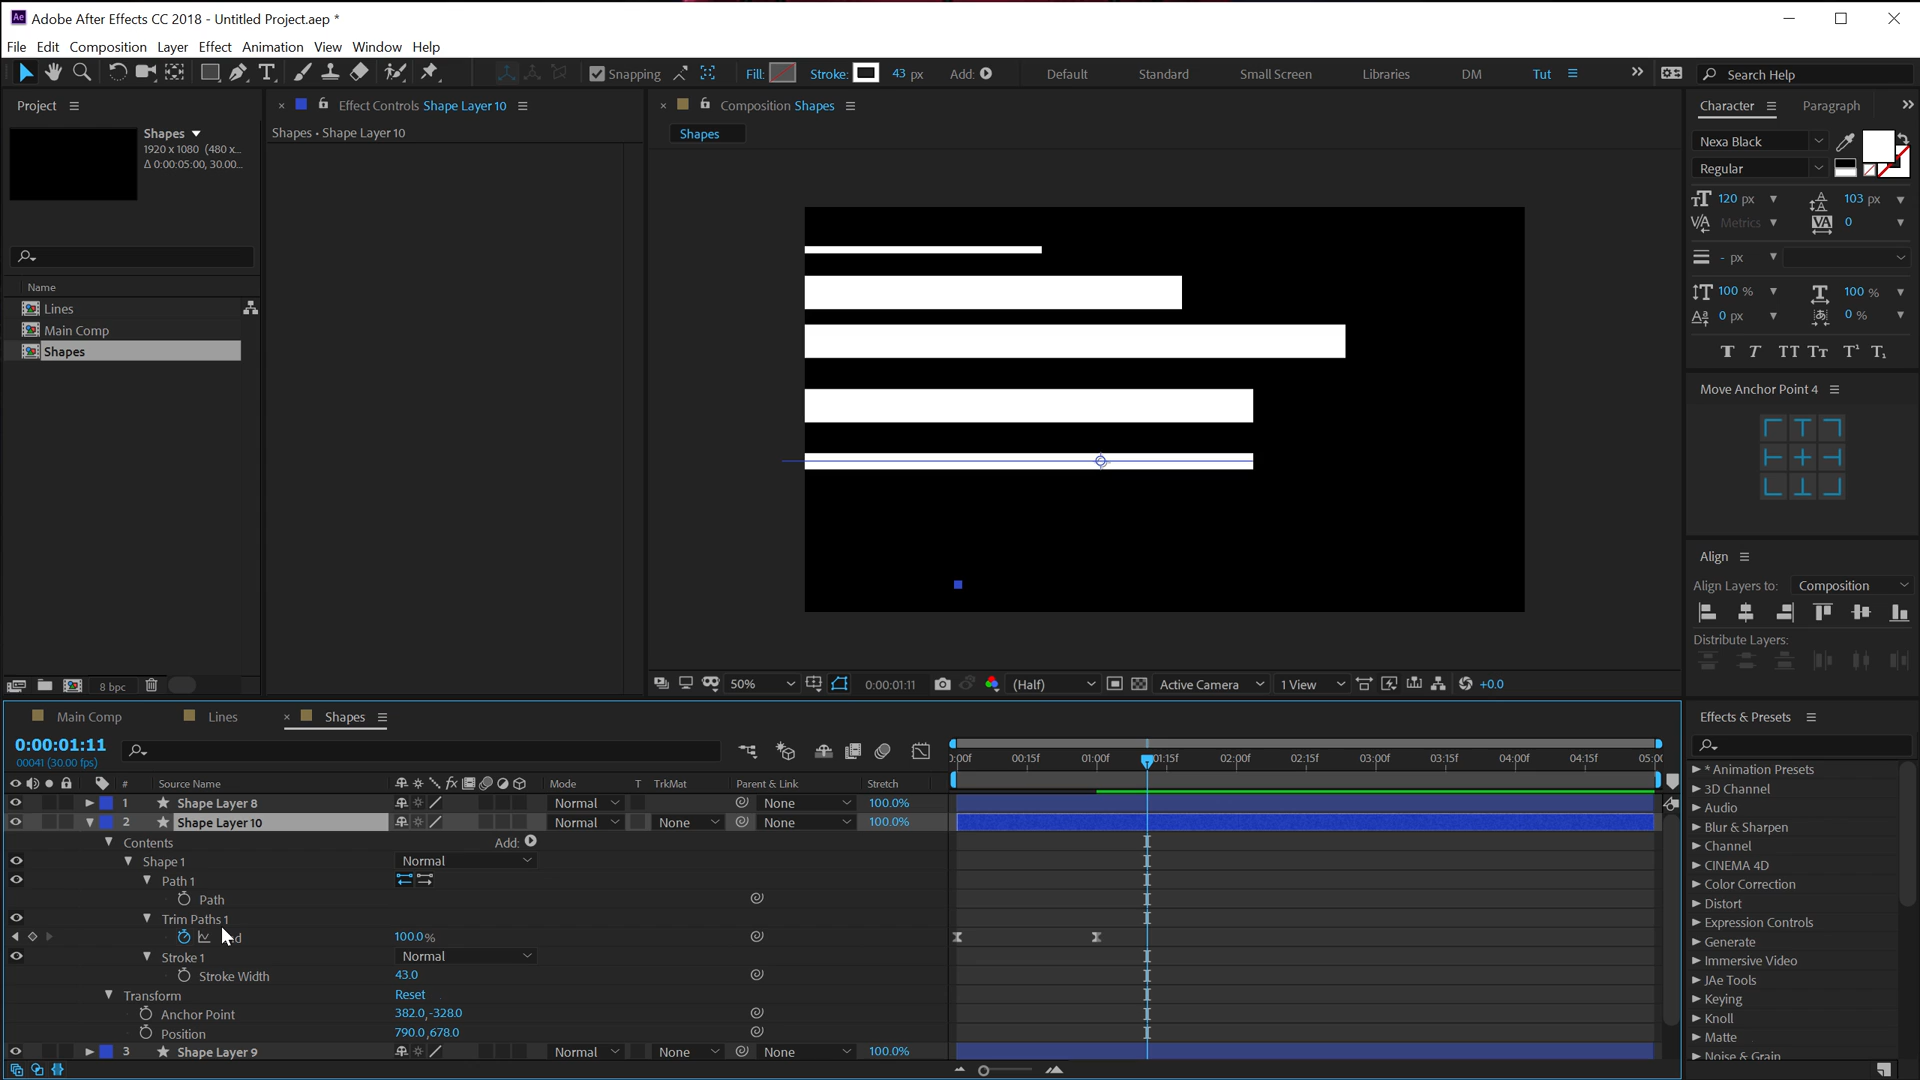 Adobe After Effects CC 2018 - Untitled Project.aep *
File Edit Composition Layer Effect Animation View Window Help
Snapping Fill: Stroke: 43 px Add: Default Standard Small Screen Libraries DM Tut Search Help
Project
Shapes
1920 x 1080 (480 x...
Δ 0:00:05:00, 30.00...
Name
Lines
Main Comp
Shapes
8 bpc
Effect Controls Shape Layer 10
Shapes • Shape Layer 10
Composition Shapes
Shapes
50% 0:00:01:11 (Half) Active Camera 1 View +0.0
Character Paragraph
Nexa Black
Regular
120 px 103 px
Metrics 0
- px
100 % 100 %
0 px 0 %
Move Anchor Point 4
Align
Align Layers to: Composition
Distribute Layers:
Main Comp Lines Shapes
0:00:01:11
00041 (30.00 fps)
00f 00:15f 01:00f 01:15f 02:00f 02:15f 03:00f 03:15f 04:00f 04:15f
# Source Name Mode T TrkMat Parent & Link Stretch
1 Shape Layer 8 Normal None 100.0%
2 Shape Layer 10 Normal None None 100.0%
Contents Add:
Shape 1 Normal
Path 1
Path
Trim Paths 1
100.0%
Stroke 1 Normal
Stroke Width 43.0
Transform Reset
Anchor Point 382.0,-328.0
Position 790.0,678.0
3 Shape Layer 9 Normal None None 100.0%
Effects & Presets
* Animation Presets
3D Channel
Audio
Blur & Sharpen
Channel
CINEMA 4D
Color Correction
Distort
Expression Controls
Generate
Immersive Video
JAe Tools
Keying
Knoll
Matte
Noise & Grain